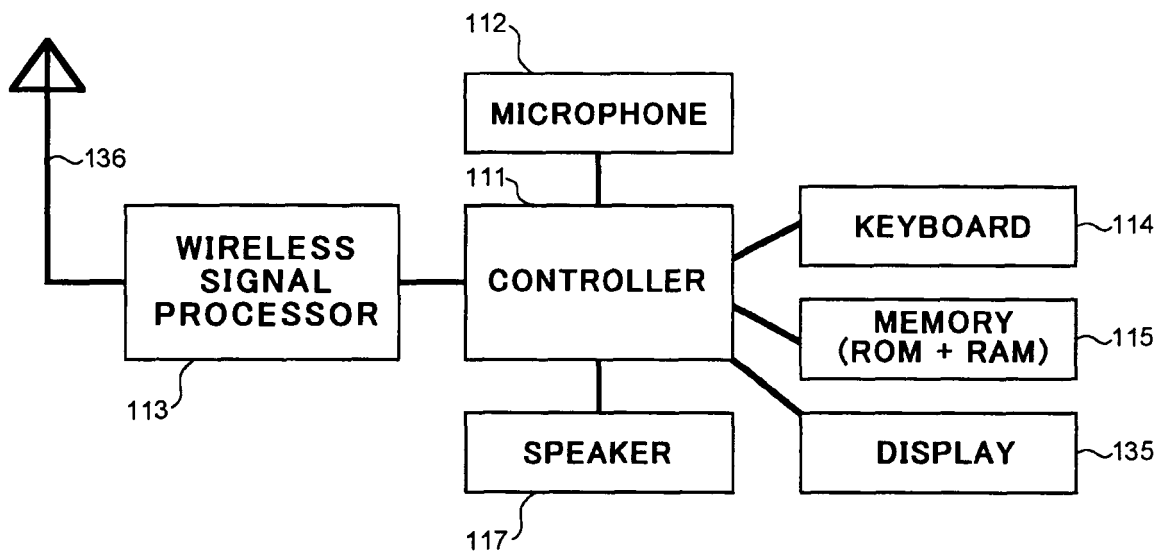 112
MICROPHONE
136
111
WIRELESS
SIGNAL
PROCESSOR
CONTROLLER
KEYBOARD
114
MEMORY
(ROM + RAM)
115
113
SPEAKER
DISPLAY
135
117